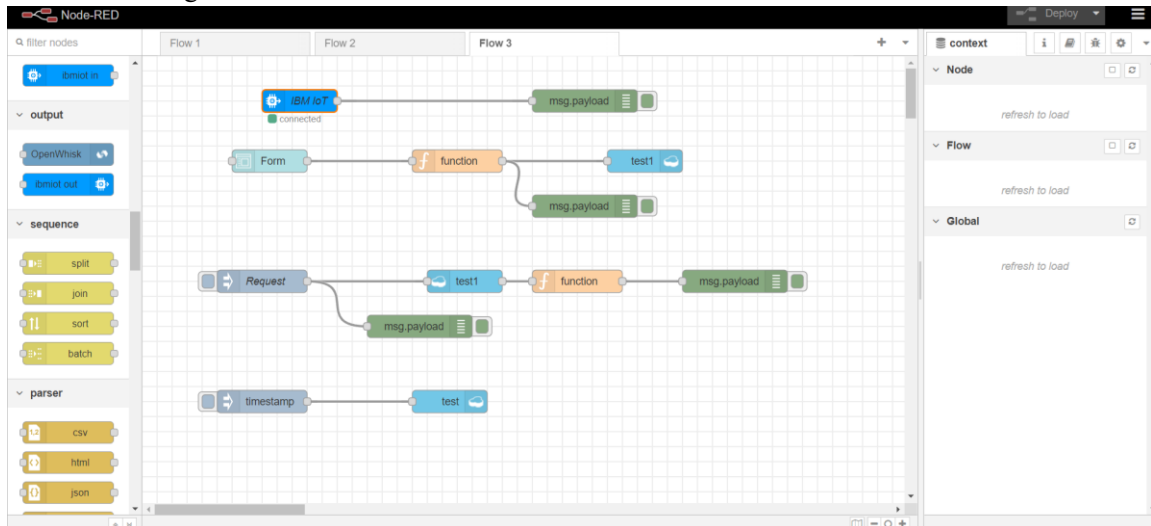 Node-RED
Deploy
filter nodes
Flow 1
Flow 2
Flow 3
context
ibmiot in
output
OpenWhisk
ibmiot out
sequence
split
join
sort
batch
parser
csv
html
json
IBM IoT
connected
msg.payload
Form
function
test1
msg.payload
Request
test1
function
msg.payload
msg.payload
timestamp
test
Node
refresh to load
Flow
refresh to load
Global
refresh to load